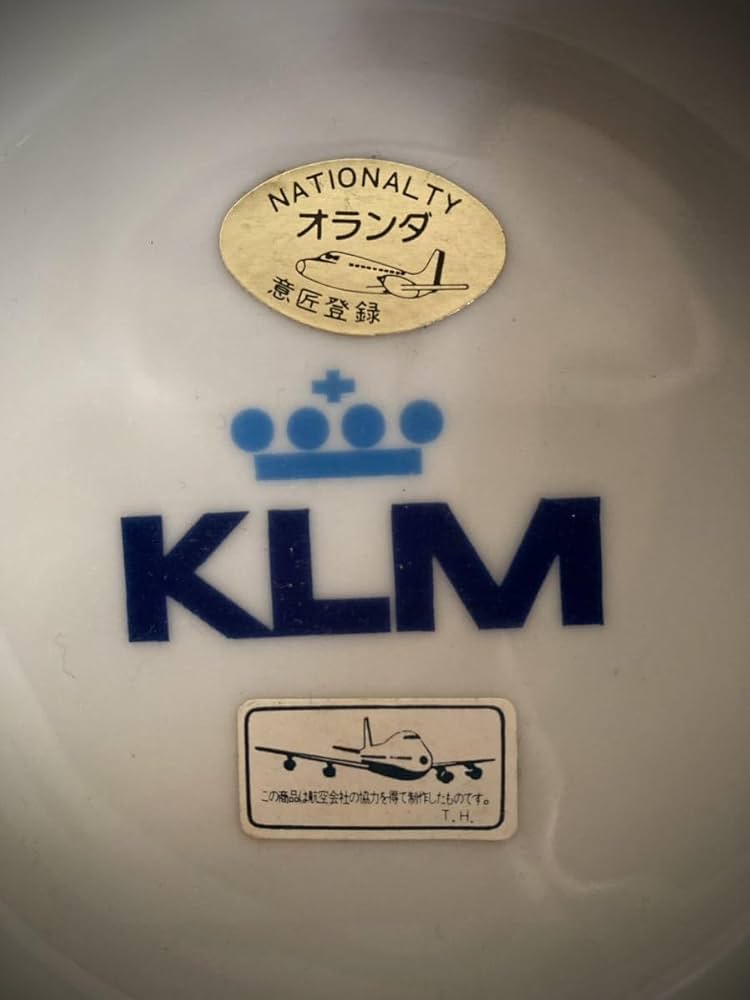 NATIONALTY
オランダ
意匠登録
KLM
この商品は航空会社の協力を得て制作したものです。
T.H.